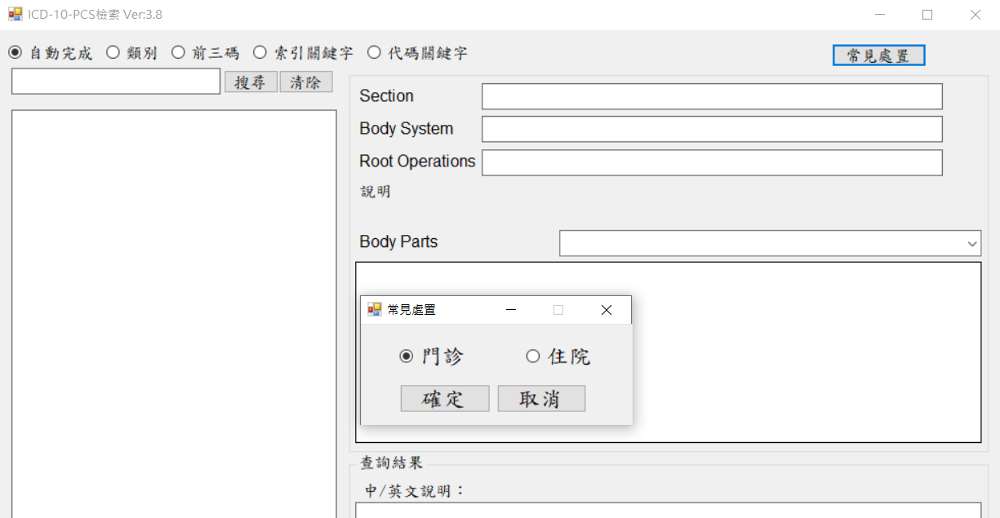 ICD-10-PCS檢索 Ver:3.8
自動完成 類別 前三碼 索引關鍵字 代碼關鍵字
常見處置
搜尋 清除
Section
Body System
Root Operations
說明
Body Parts
常見處置
門診 住院
確定 取消
查詢結果
中/英文說明：